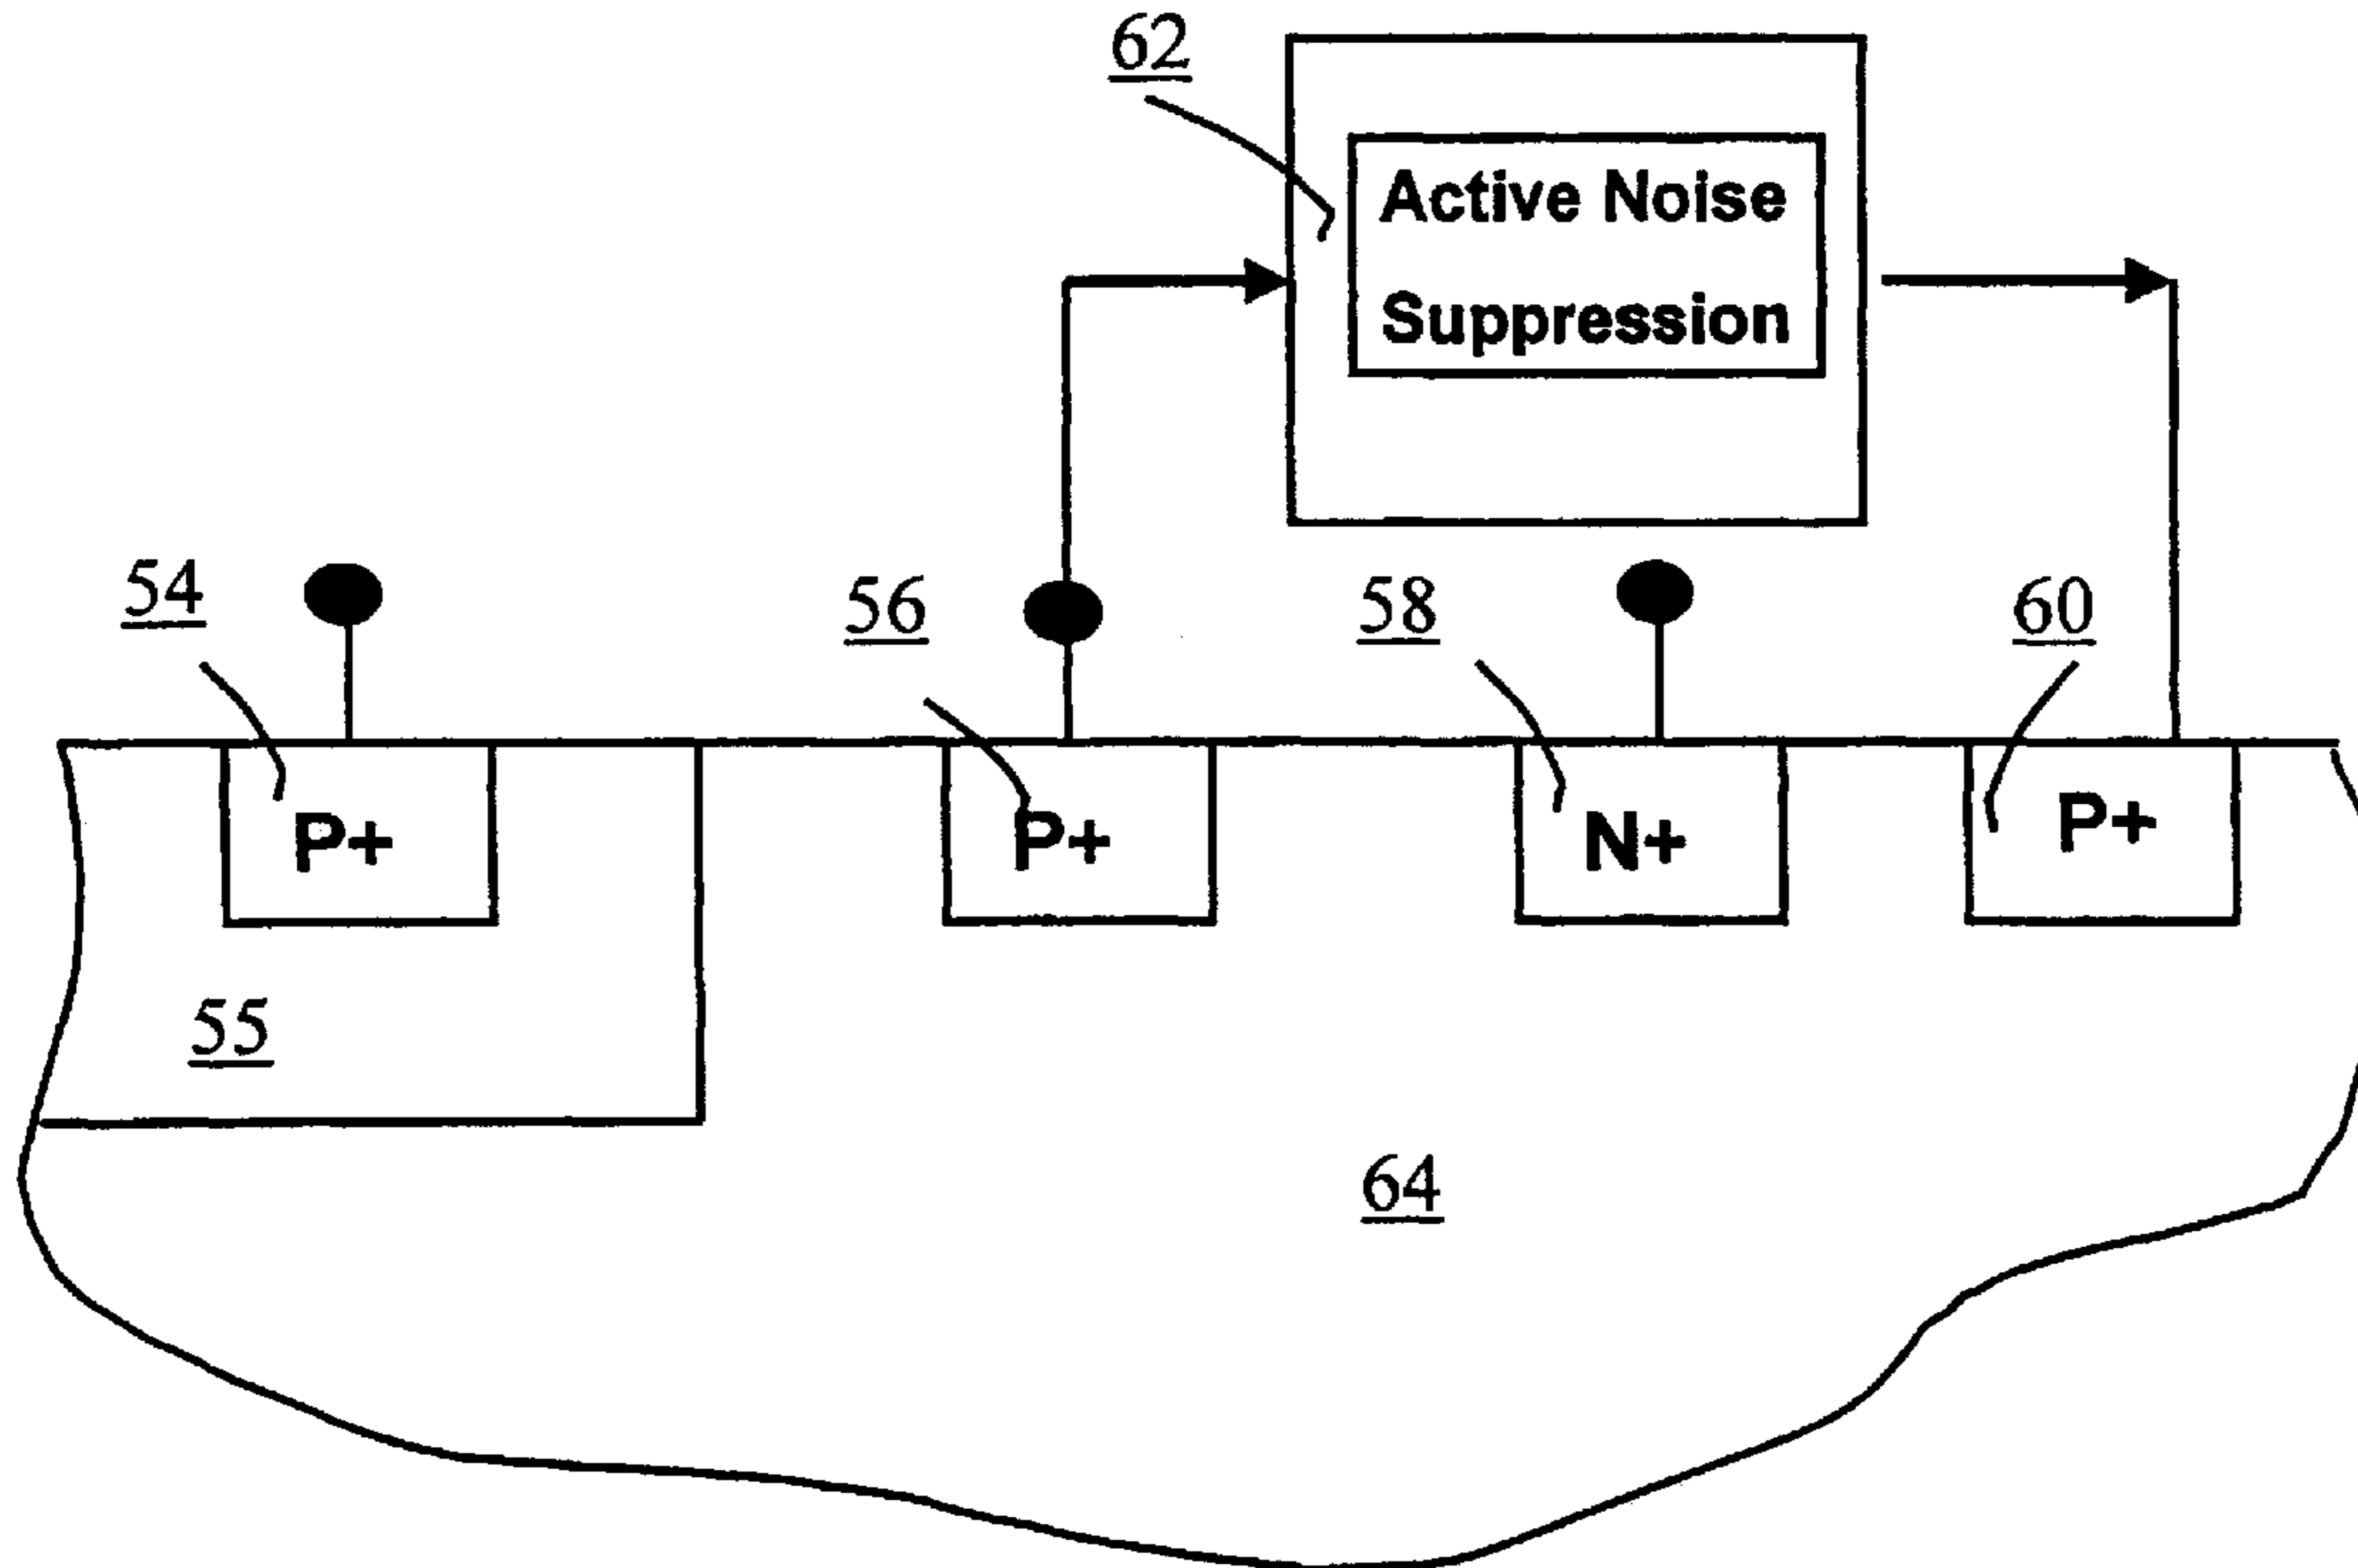 62
Active Noise
Suppression
54
56
58
60
P+
P+
N+
P+
55
64